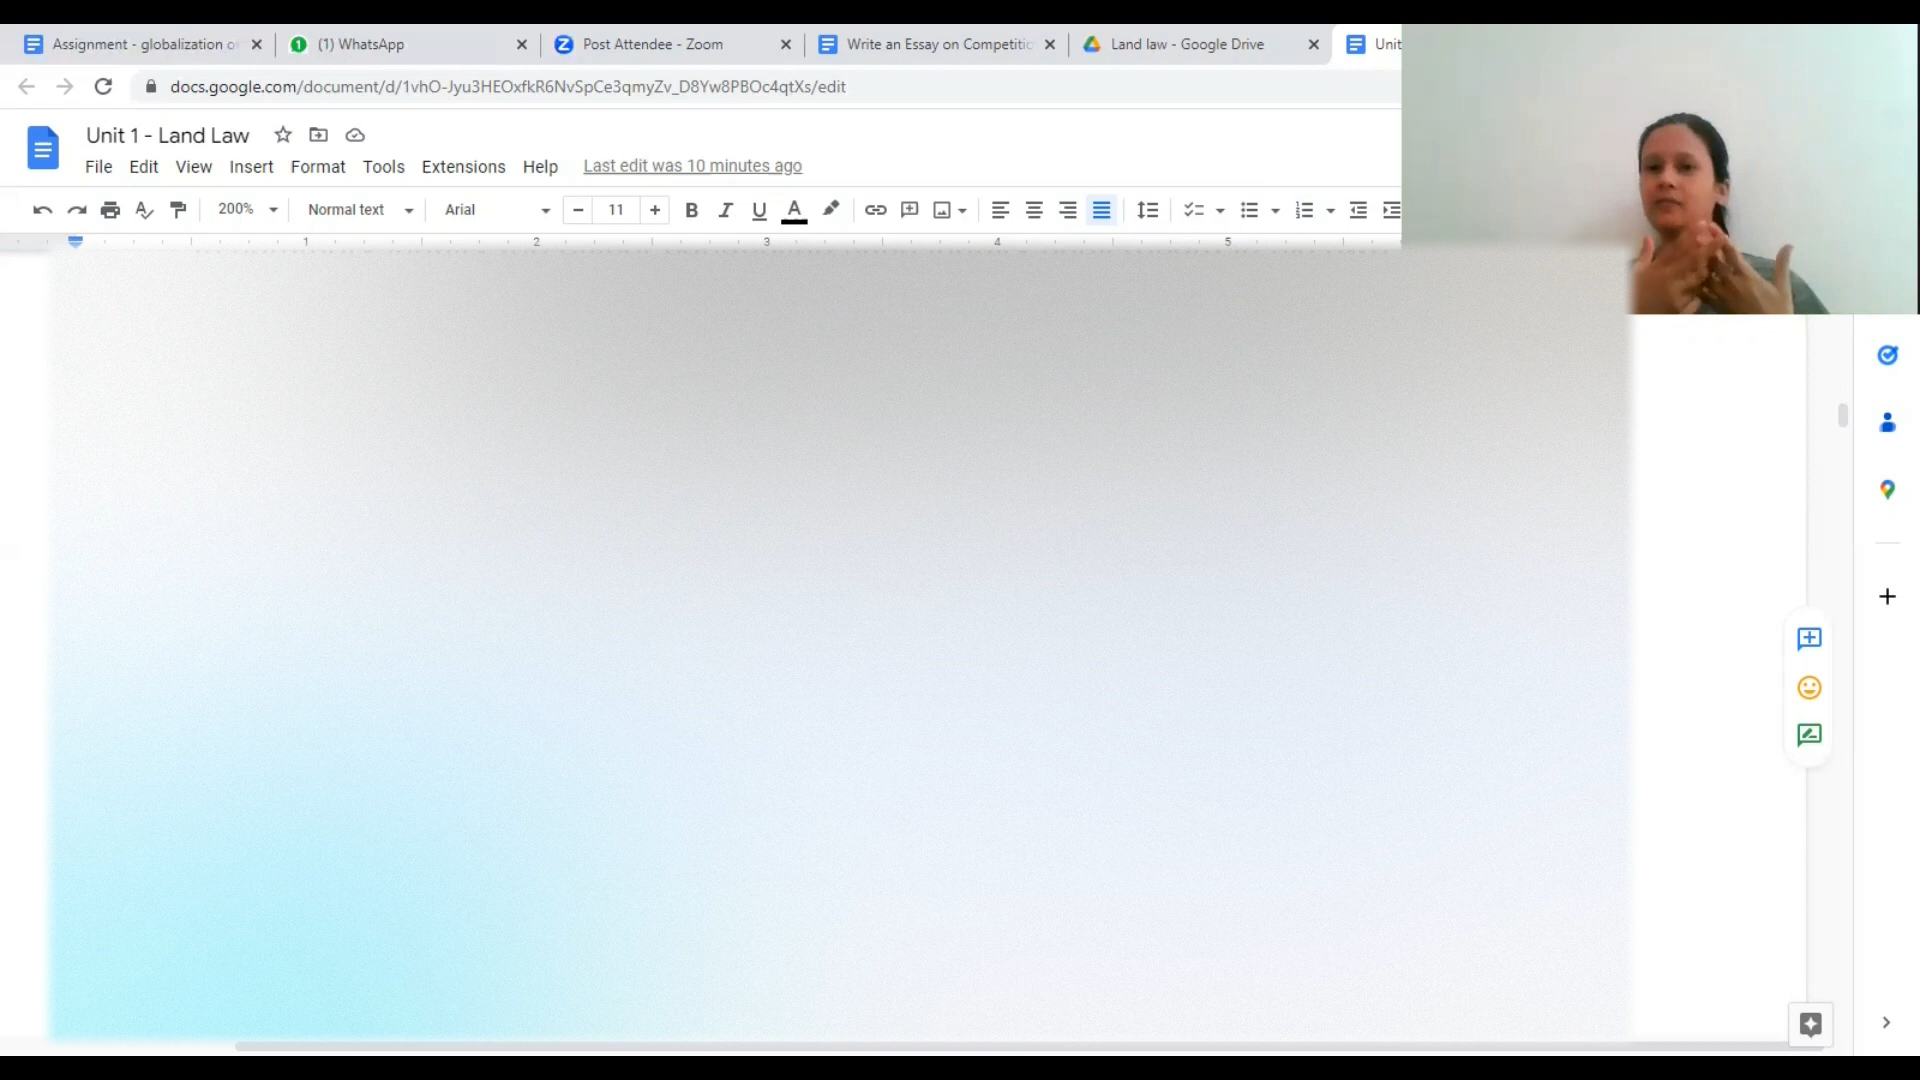 Assignment - globalization o
1 (1) WhatsApp
Post Attendee - Zoom
Write an Essay on Competitic
Land law - Google Drive
Unit
docs.google.com/document/d/1vhO-Jyu3HEOxfkR6NvSpCe3qmyZv_D8Yw8PBOc4qtXs/edit
Unit 1 - Land Law
File Edit View Insert Format Tools Extensions Help Last edit was 10 minutes ago
200% Normal text Arial 11 B I U A
1 2 3 4 5